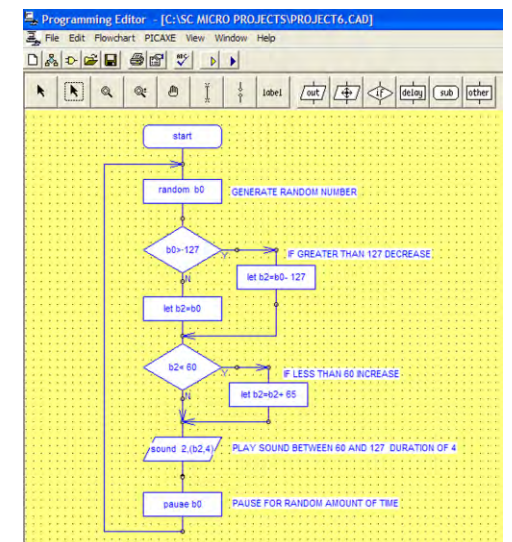 Programming Editor - [C:\SC MICRO PROJECTS\PROJECT6.CAD]
File Edit Flowchart PICAXE View Window Help
label out if delay sub other
start
random b0 GENERATE RANDOM NUMBER
b0>-127 Y IF GREATER THAN 127 DECREASE
N let b2=b0- 127
let b2=b0
b2< 60 Y IF LESS THAN 60 INCREASE
N let b2=b2+ 65
sound 2,(b2,4) PLAY SOUND BETWEEN 60 AND 127 DURATION OF 4
pause b0 PAUSE FOR RANDOM AMOUNT OF TIME